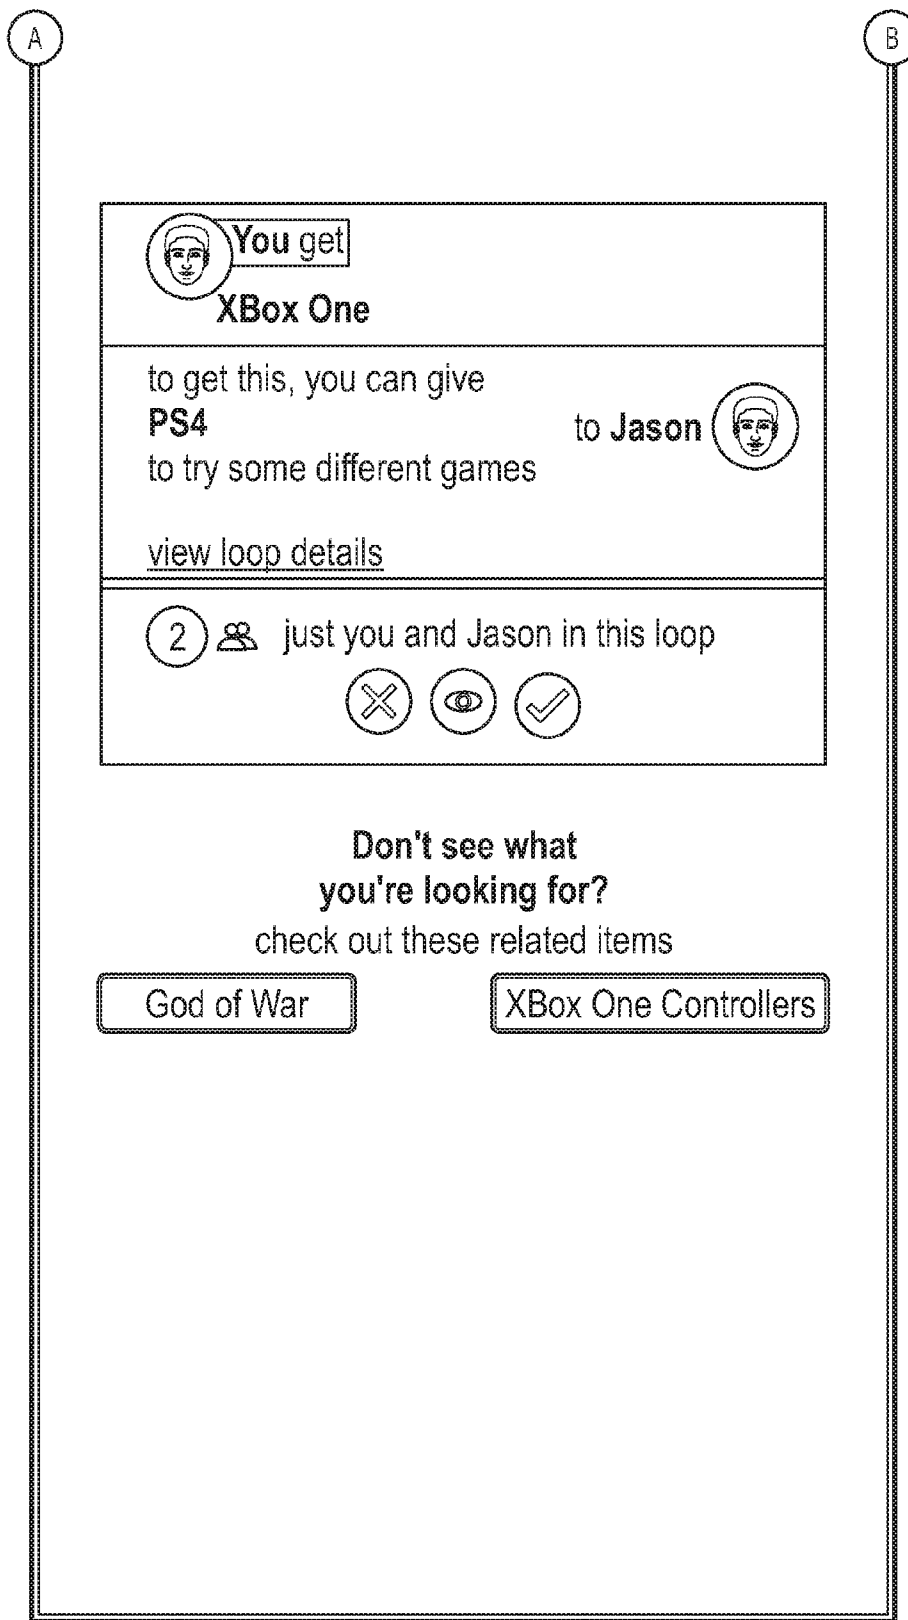 A
B
You get
XBox One
to get this, you can give
PS4
to Jason
to try some different games
view loop details
2 just you and Jason in this loop
Don't see what
you're looking for?
check out these related items
God of War
XBox One Controllers